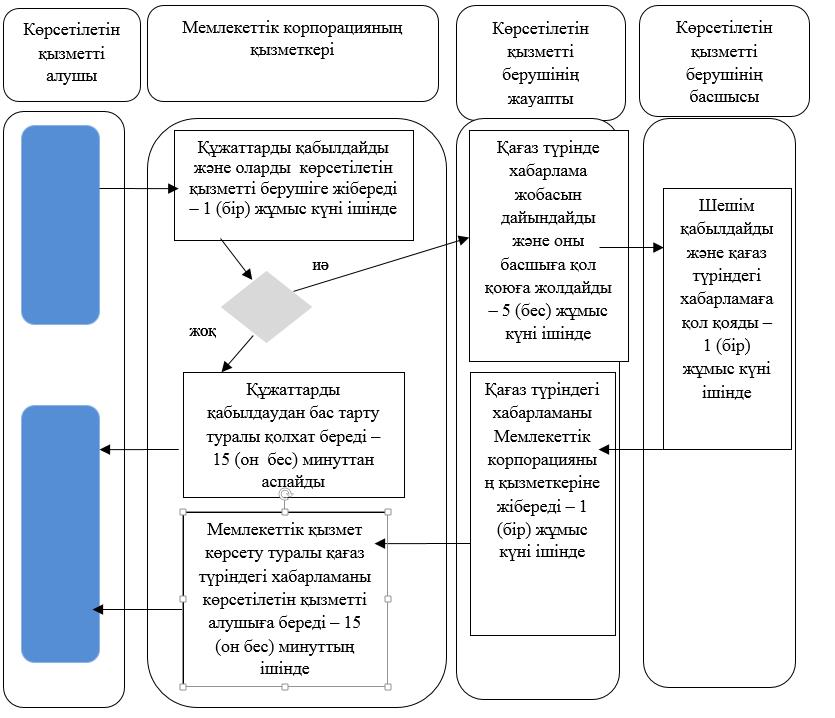 Көрсетілетін
қызметті
алушы
Мемлекеттік корпорацияның
қызметкері
Көрсетілетін
қызметті
берушінің
жауапты
Көрсетілетін
қызметті
берушінің
басшысы
Құжаттарды қабылдайды
және оларды көрсетілетін
қызметті берушіге жібереді
– 1 (бір) жұмыс күні ішінде
иә
жоқ
Қағаз түрінде
хабарлама
жобасын
дайындайды
және оны
басшыға қол
қоюға жолдайды
– 5 (бес) жұмыс
күні ішінде
Шешім
қабылдайды
және қағаз
түріндегі
хабарламаға
қол қояды –
1 (бір)
жұмыс күні
ішінде
Құжаттарды
қабылдаудан бас тарту
туралы қолхат береді –
15 (он бес) минуттан
аспайды
Қағаз түріндегі
хабарламаны
Мемлекеттік
корпорацияны
ң қызметкеріне
жібереді – 1
(бір) жұмыс
күні ішінде
Мемлекеттік қызмет
көрсету туралы қағаз
түріндегі хабарламаны
көрсетілетін қызметті
алушыға береді – 15
(он бес) минуттың
ішінде